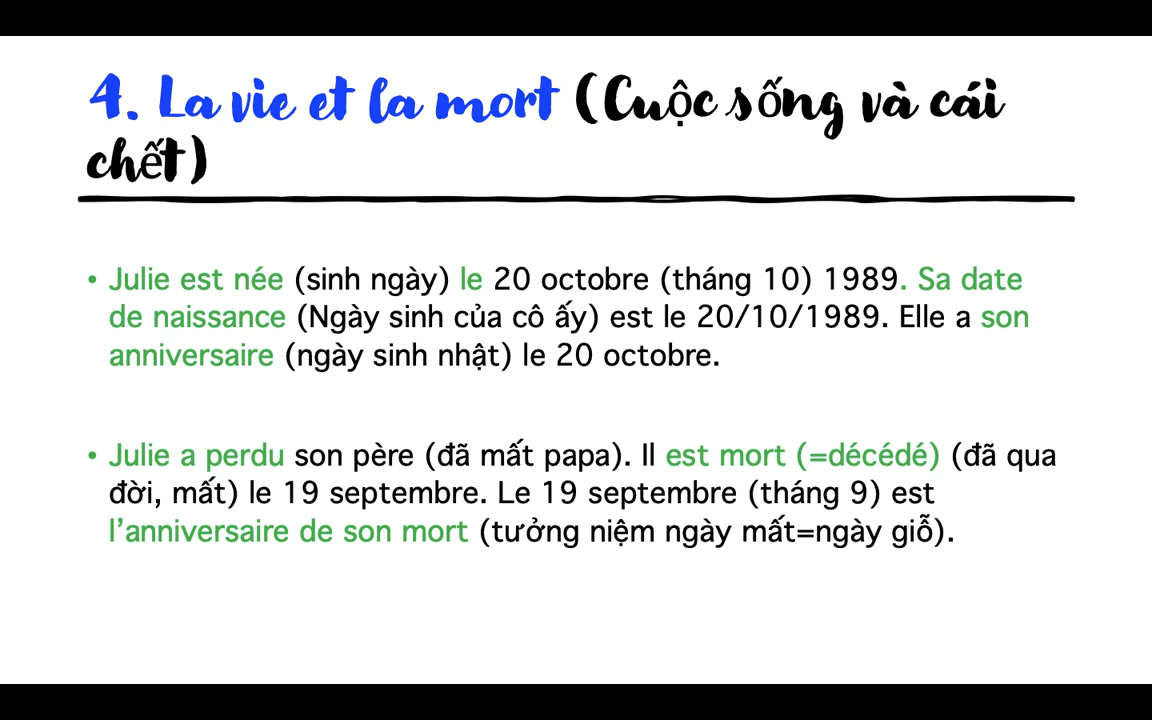 4. La vie et la mort (Cuộc sống và cái
chết)
• Julie est née (sinh ngày) le 20 octobre (tháng 10) 1989. Sa date
de naissance (Ngày sinh của cô ấy) est le 20/10/1989. Elle a son
anniversaire (ngày sinh nhật) le 20 octobre.
• Julie a perdu son père (đã mất papa). Il est mort (=décédé) (đã qua
đời, mất) le 19 septembre. Le 19 septembre (tháng 9) est
l’anniversaire de son mort (tưởng niệm ngày mất=ngày giỗ).